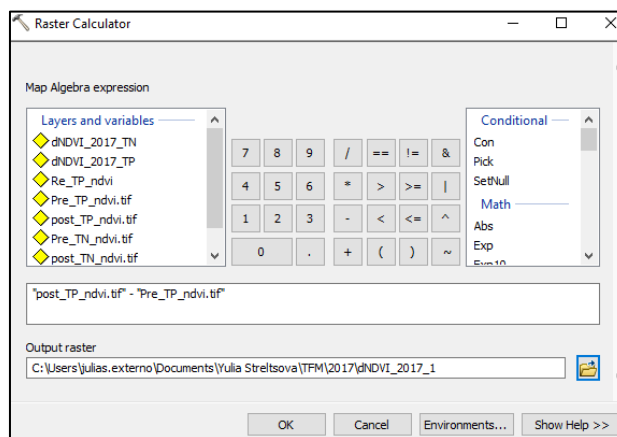 Raster Calculator
Map Algebra expression
Layers and variables
dNDVI_2017_TN
dNDVI_2017_TP
Re_TP_ndvi
Pre_TP_ndvi.tif
post_TP_ndvi.tif
Pre_TN_ndvi.tif
post_TN_ndvi.tif
7 8 9 / == != &
4 5 6 * > >= |
1 2 3 - < <= ^
0 . + ( ) ~
Conditional
Con
Pick
SetNull
Math
Abs
Exp
Exp10
"post_TP_ndvi.tif" - "Pre_TP_ndvi.tif"
Output raster
C:\Users\julias.externo\Documents\Yulia Streltsova\TFM\2017\dNDVI_2017_1
OK Cancel Environments... Show Help >>